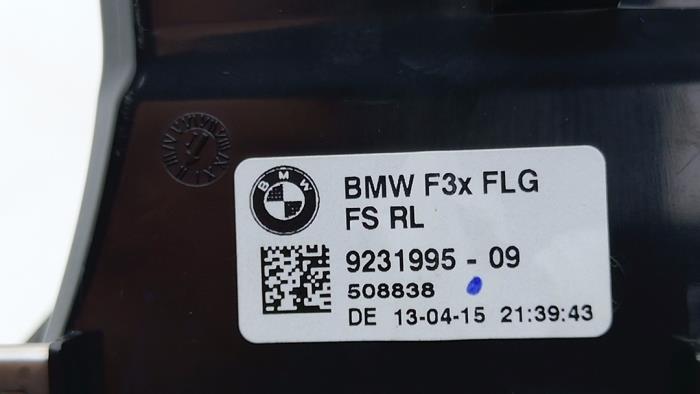 BMW
BMW F3x FLG
FS RL
9231995 - 09
508838
DE 13-04-15 21:39:43